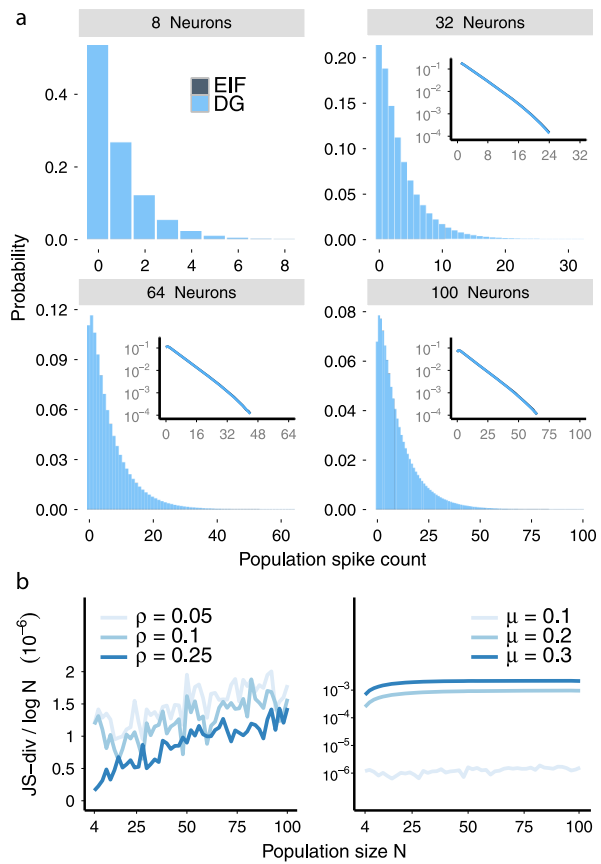 a
8 Neurons
32 Neurons
Probability
0.4
0.2
0.0
0 2 4 6 8
EIF
DG
0.20
0.15
0.10
0.05
0.00
0 10 20 30
10⁻¹
10⁻²
10⁻³
10⁻⁴
0 8 16 24 32
64 Neurons
100 Neurons
0.12
0.09
0.06
0.03
0.00
0 20 40 60
10⁻¹
10⁻²
10⁻³
10⁻⁴
0 16 32 48 64
0.08
0.06
0.04
0.02
0.00
0 25 50 75 100
10⁻¹
10⁻²
10⁻³
10⁻⁴
0 25 50 75 100
Population spike count
b
JS−div / log N (10⁻⁶)
ρ = 0.05
ρ = 0.1
ρ = 0.25
2
1.5
1
0.5
0
4 25 50 75 100
μ = 0.1
μ = 0.2
μ = 0.3
10⁻³
10⁻⁴
10⁻⁵
10⁻⁶
4 25 50 75 100
Population size N